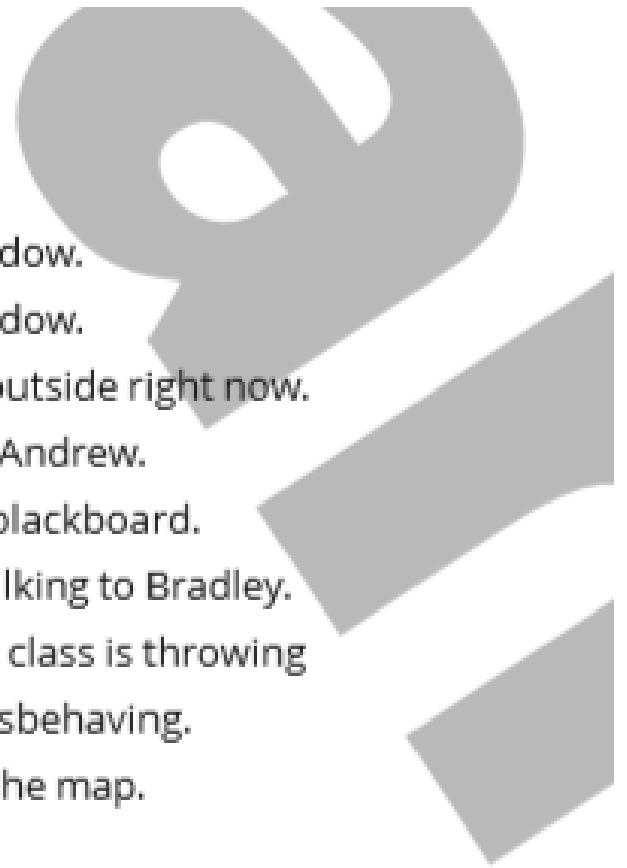 dow.
dow.
outside right now.
Andrew.
blackboard.
lking to Bradley.
class is throwing
sbehaving.
he map.